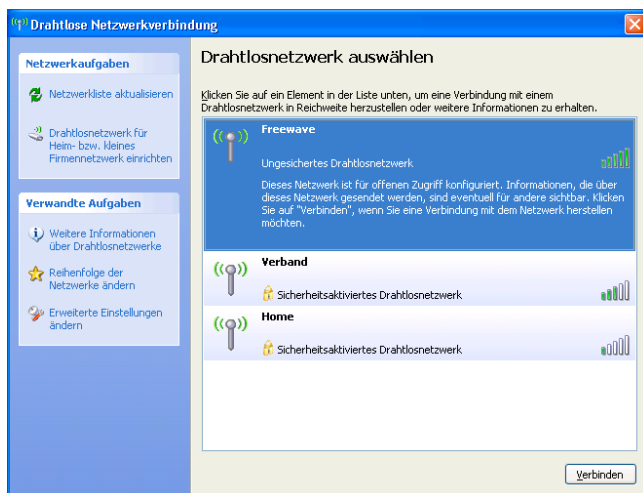 Drahtlose Netzwerkverbindung
Netzwerkaufgaben
Netzwerkliste aktualisieren
Drahtlosnetzwerk für
Heim- bzw. kleines
Firmennetzwerk einrichten
Verwandte Aufgaben
Weitere Informationen
über Drahtlosnetzwerke
Reihenfolge der
Netzwerke ändern
Erweiterte Einstellungen
ändern
Drahtlosnetzwerk auswählen
Klicken Sie auf ein Element in der Liste unten, um eine Verbindung mit einem
Drahtlosnetzwerk in Reichweite herzustellen oder weitere Informationen zu erhalten.
Freewave
Ungesichertes Drahtlosnetzwerk
Dieses Netzwerk ist für offenen Zugriff konfiguriert. Informationen, die über
dieses Netzwerk gesendet werden, sind eventuell für andere sichtbar. Klicken
Sie auf "Verbinden", wenn Sie eine Verbindung mit dem Netzwerk herstellen
möchten.
Verband
Sicherheitsaktiviertes Drahtlosnetzwerk
Home
Sicherheitsaktiviertes Drahtlosnetzwerk
Verbinden